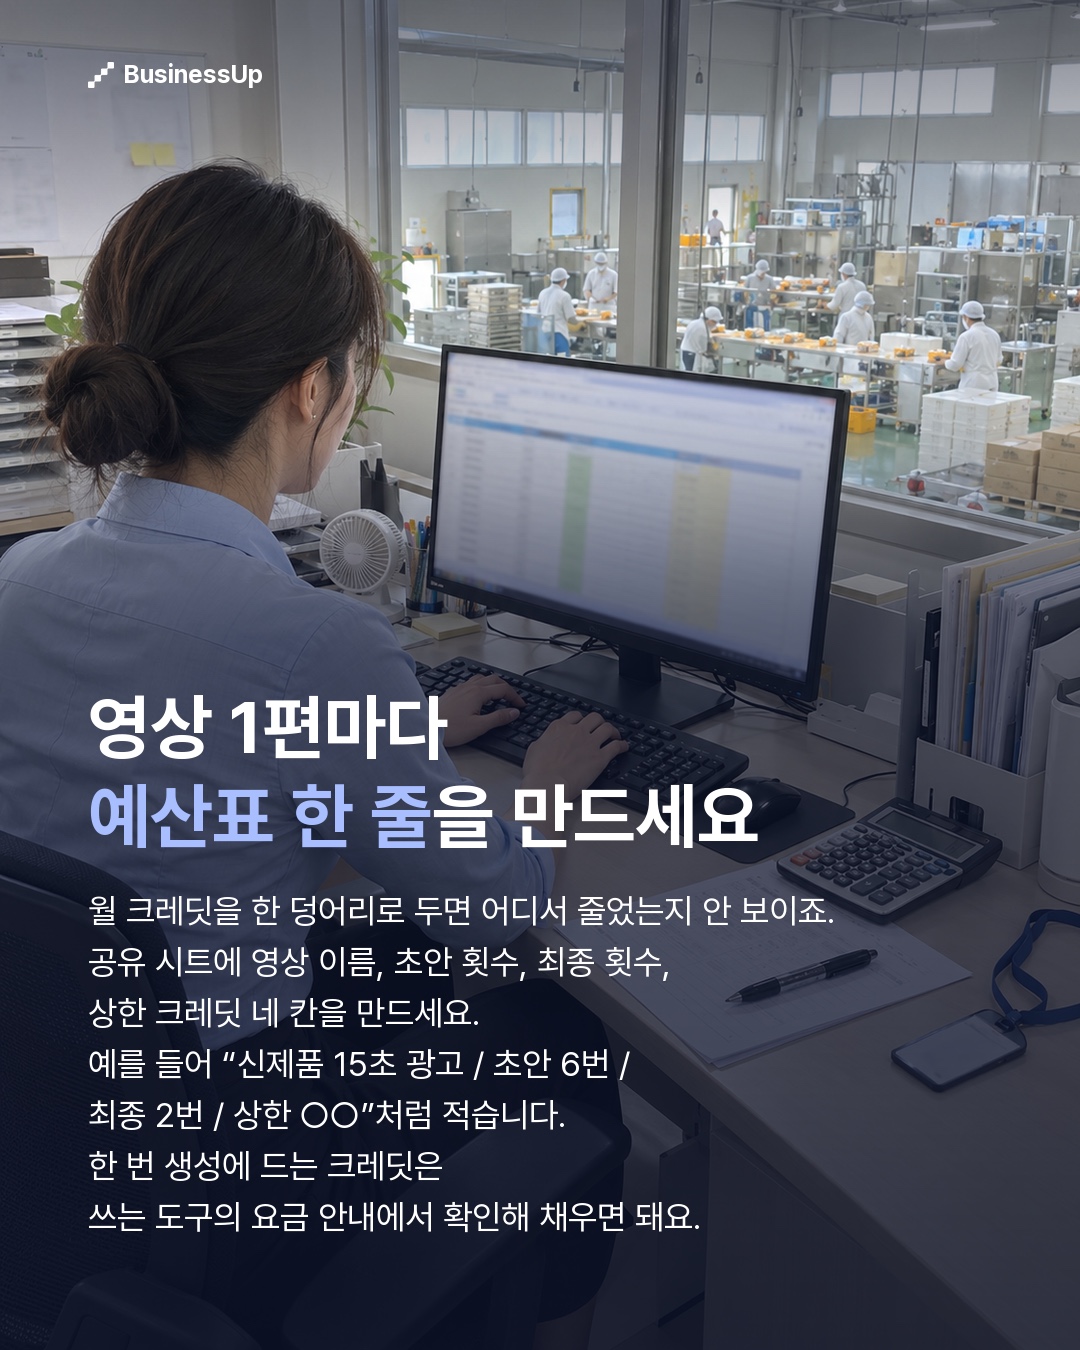 BusinessUp
영상 1편마다
예산표 한 줄을 만드세요
월 크레딧을 한 덩어리로 두면 어디서 줄었는지 안 보이죠.
공유 시트에 영상 이름, 초안 횟수, 최종 횟수,
상한 크레딧 네 칸을 만드세요.
예를 들어 “신제품 15초 광고 / 초안 6번 /
최종 2번 / 상한 〇〇”처럼 적습니다.
한 번 생성에 드는 크레딧은
쓰는 도구의 요금 안내에서 확인해 채우면 돼요.